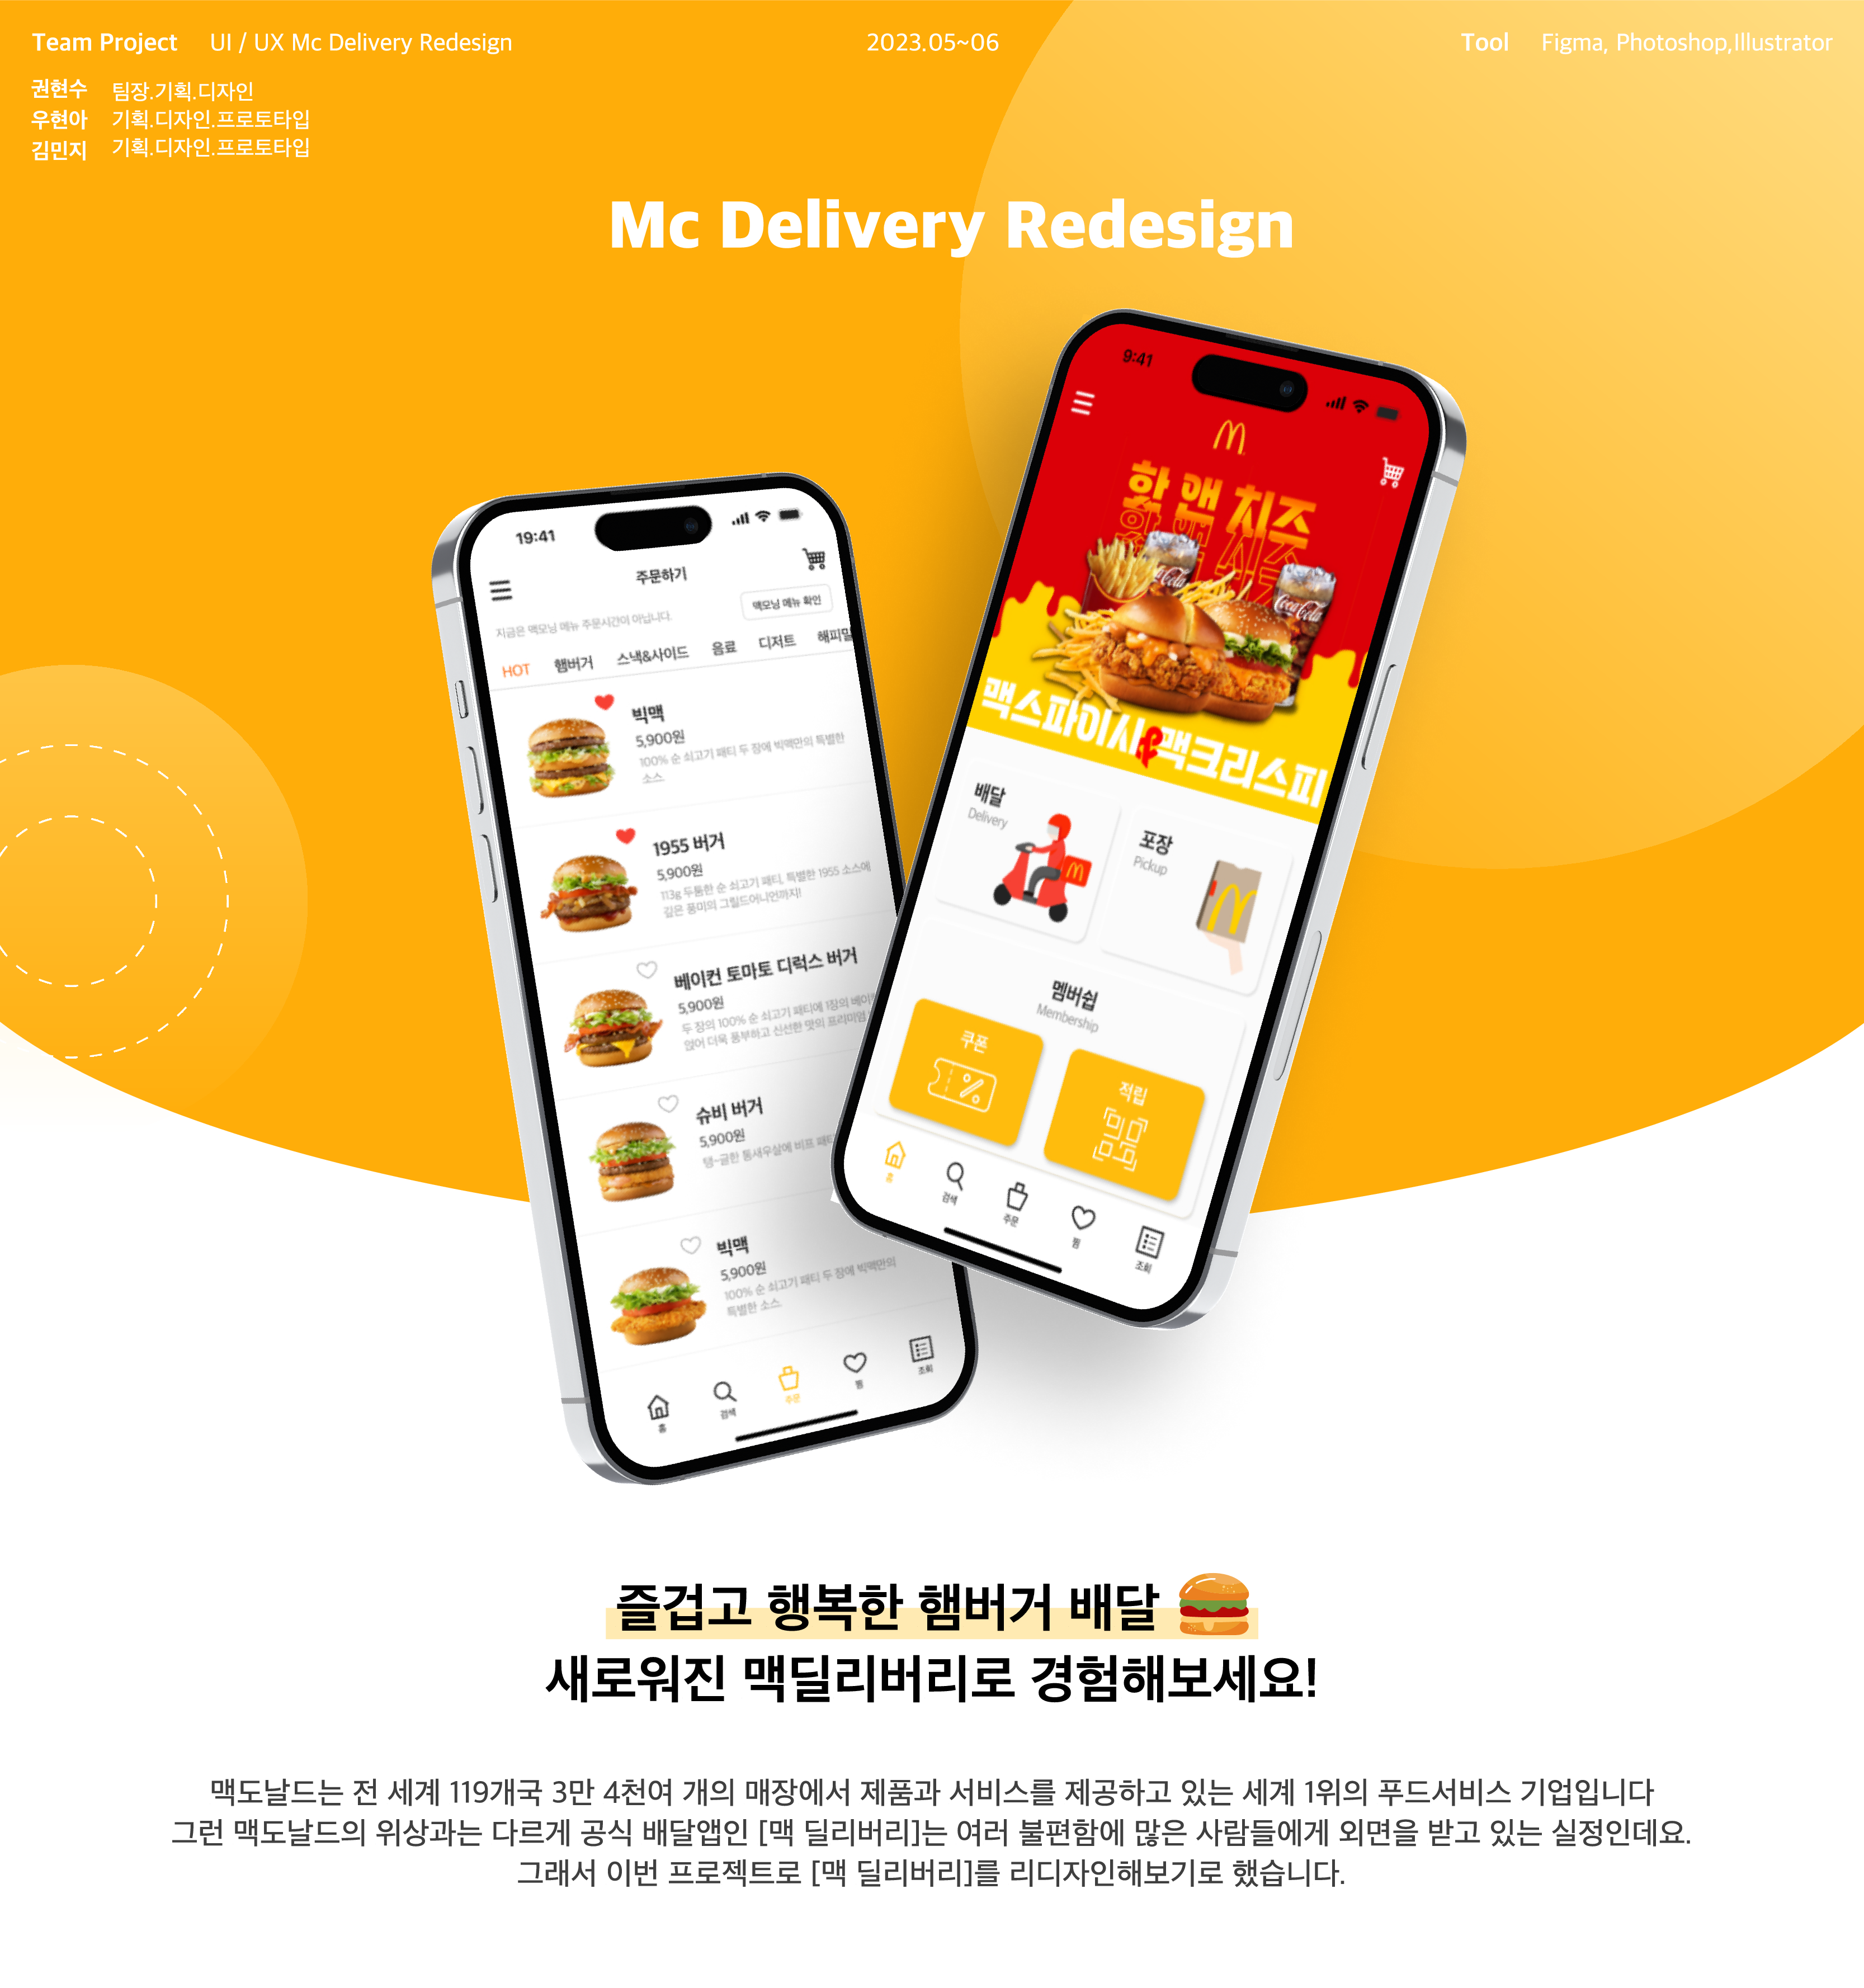 Team Project UI / UX Mc Delivery Redesign
2023.05~06
Tool Figma, Photoshop,Illustrator
권현수 팀장.기획.디자인
우현아 기획.디자인.프로토타입
김민지 기획.디자인.프로토타입
Mc Delivery Redesign
19:41
주문하기
지금은 맥모닝 메뉴 주문시간이 아닙니다.
맥모닝 메뉴 확인
HOT 햄버거 스낵&사이드 음료 디저트 해피밀
빅맥
5,900원
100% 순 쇠고기 패티 두 장에 빅맥만의 특별한
소스
1955 버거
5,900원
113g 두툼한 순 쇠고기 패티, 특별한 1955 소스에
깊은 풍미의 그릴드어니언까지!
베이컨 토마토 디럭스 버거
5,900원
두 장의 100% 순 쇠고기 패티에 1장의 베이
얹어 더욱 풍부하고 신선한 맛의 프리미엄
슈비 버거
5,900원
탱~글한 통새우살에 비프 패티
빅맥
5,900원
100% 순 쇠고기 패티 두 장에 빅맥만의
특별한 소스
홈 검색 주문 찜 조회
9:41
핫 앤 치즈
핫 앤 치즈
Coca-Cola
맥스파이시&맥크리스피
배달
Delivery
포장
Pickup
멤버쉽
Membership
쿠폰
적립
홈 검색 주문 찜 조회
즐겁고 행복한 햄버거 배달
새로워진 맥딜리버리로 경험해보세요!
맥도날드는 전 세계 119개국 3만 4천여 개의 매장에서 제품과 서비스를 제공하고 있는 세계 1위의 푸드서비스 기업입니다
그런 맥도날드의 위상과는 다르게 공식 배달앱인 [맥 딜리버리]는 여러 불편함에 많은 사람들에게 외면을 받고 있는 실정인데요.
그래서 이번 프로젝트로 [맥 딜리버리]를 리디자인해보기로 했습니다.